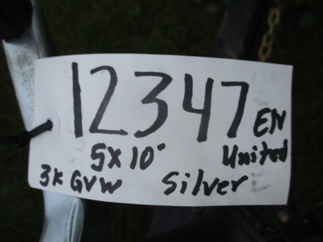 12347 EN
5X10' United
3K GVW Silver